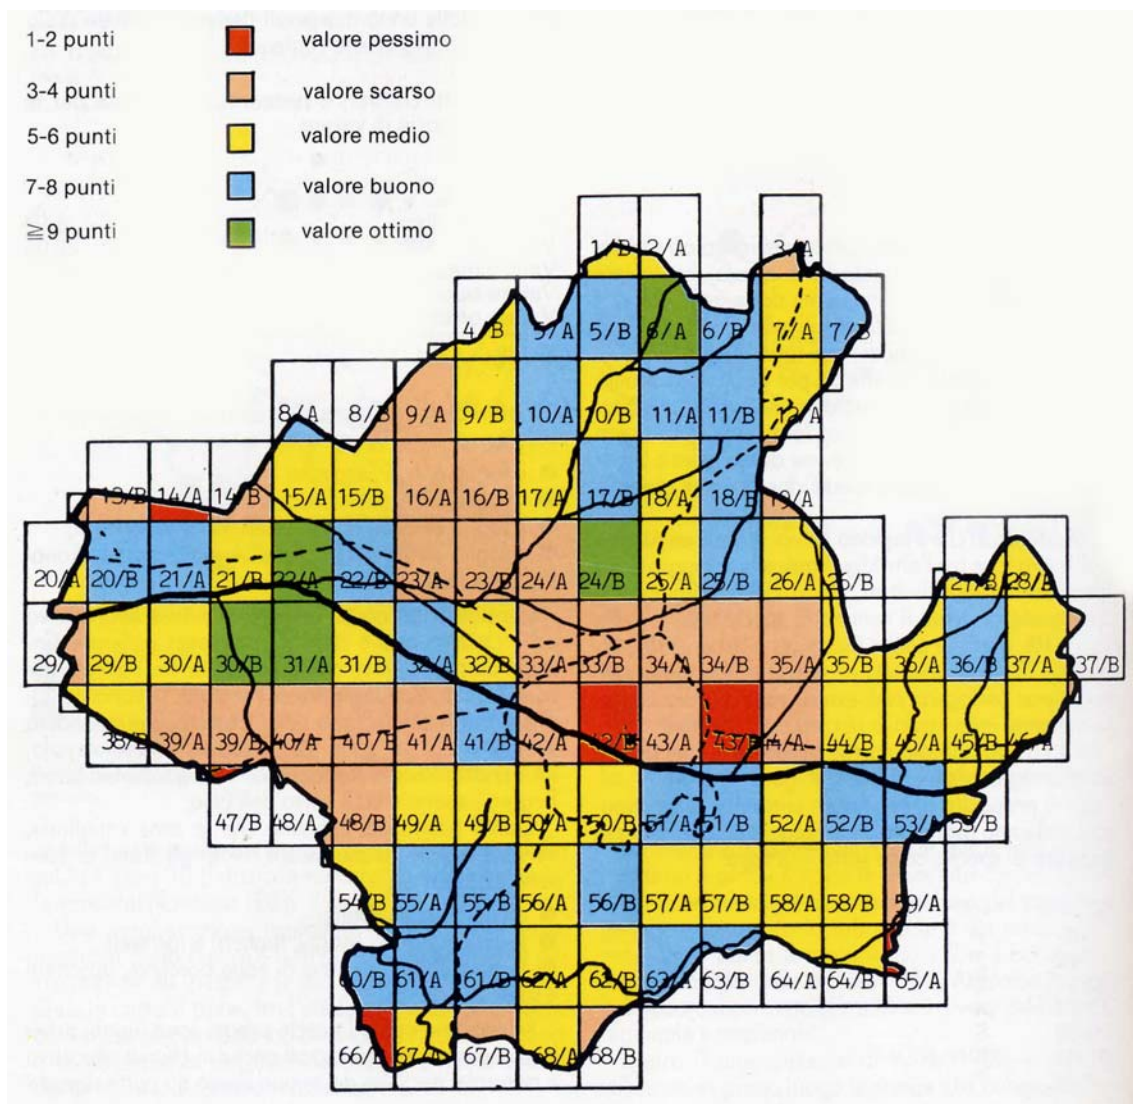 1-2 punti valore pessimo
3-4 punti valore scarso
5-6 punti valore medio
7-8 punti valore buono
≧9 punti valore ottimo
1/B 2/A 3/A
4/B 5/A 5/B 6/A 6/B 7/A 7/B
8/A 8/B 9/A 9/B 10/A 10/B 11/A 11/B 12/A
13/B 14/A 14/B 15/A 15/B 16/A 16/B 17/A 17/B 18/A 18/B 19/A
20/A 20/B 21/A 21/B 22/A 22/B 23/A 23/B 24/A 24/B 25/A 25/B 26/A 26/B 27/B 28/A
29/A 29/B 30/A 30/B 31/A 31/B 32/A 32/B 33/A 33/B 34/A 34/B 35/A 35/B 36/A 36/B 37/A 37/B
38/B 39/A 39/B 40/A 40/B 41/A 41/B 42/A 42/B 43/A 43/B 44/A 44/B 45/A 45/B 46/A
47/B 48/A 48/B 49/A 49/B 50/A 50/B 51/A 51/B 52/A 52/B 53/A 53/B
54/B 55/A 55/B 56/A 56/B 57/A 57/B 58/A 58/B 59/A
60/B 61/A 61/B 62/A 62/B 63/A 63/B 64/A 64/B 65/A
66/B 67/A 67/B 68/A 68/B